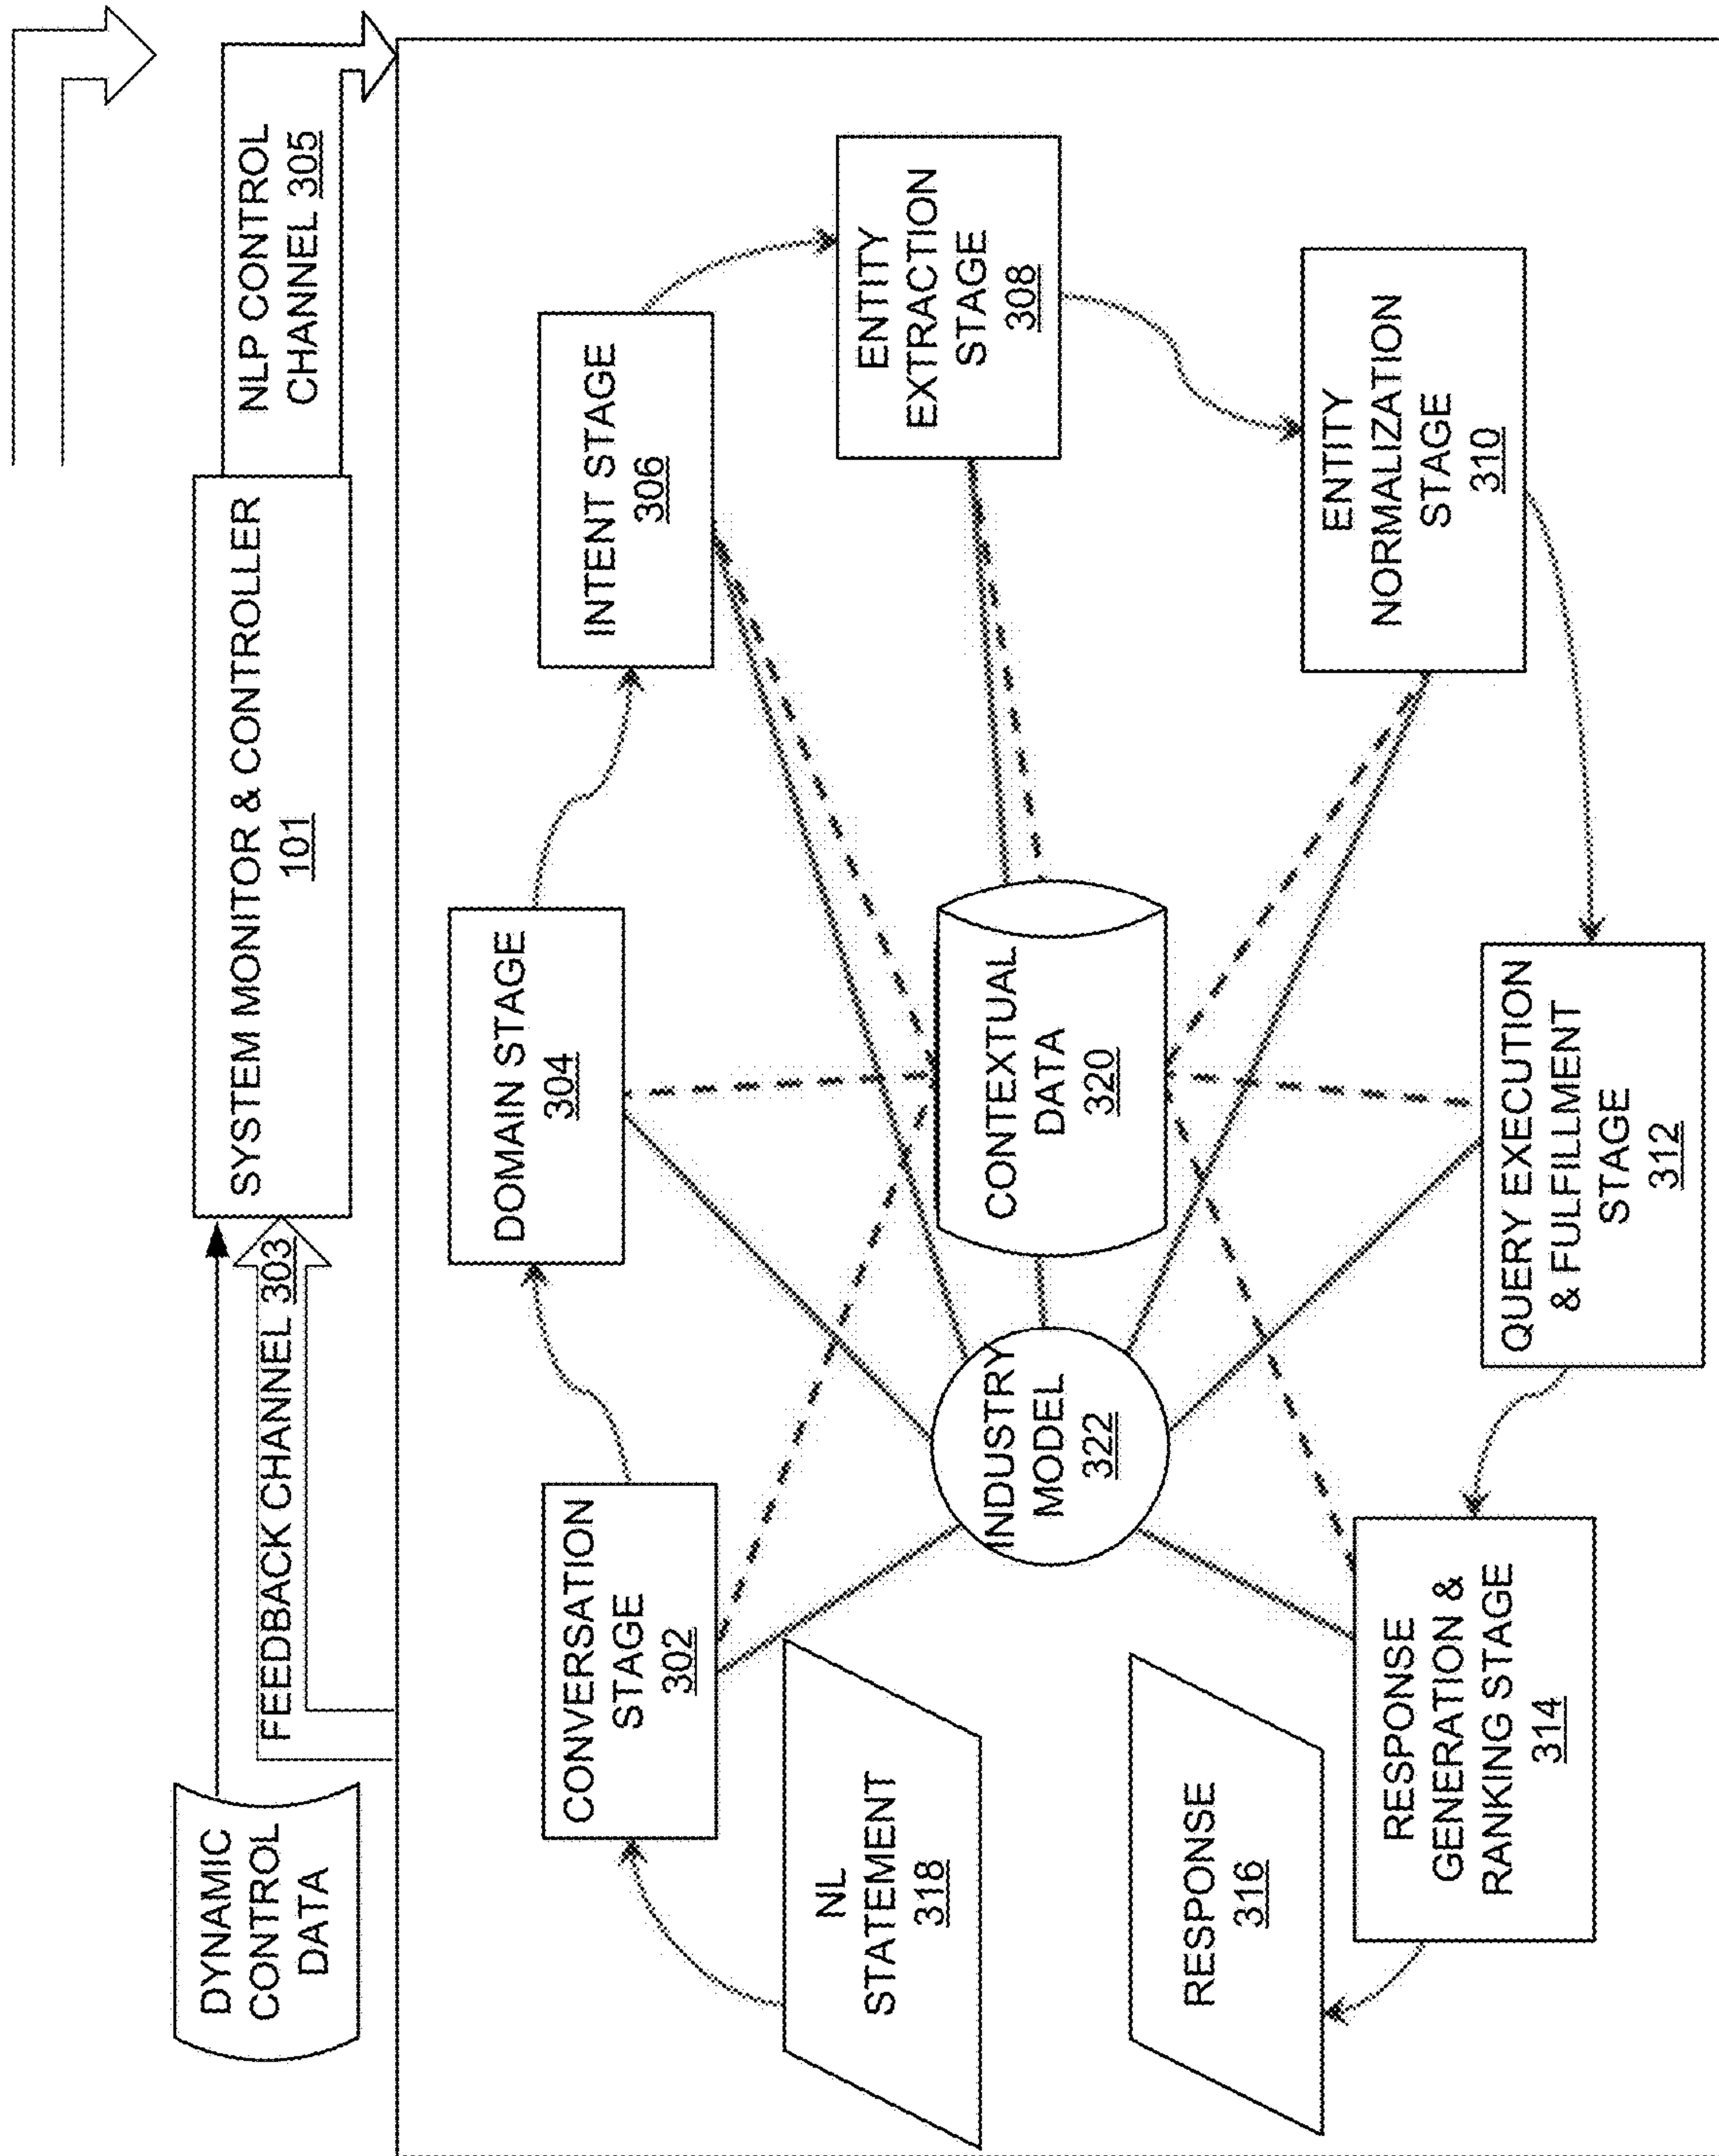 DYNAMIC
CONTROL
DATA
SYSTEM MONITOR & CONTROLLER
101
FEEDBACK CHANNEL 303
NLP CONTROL
CHANNEL 305
NL
STATEMENT
318
CONVERSATION
STAGE
302
DOMAIN STAGE
304
INTENT STAGE
306
ENTITY
EXTRACTION
STAGE
308
ENTITY
NORMALIZATION
STAGE
310
QUERY EXECUTION
& FULFILLMENT
STAGE
312
RESPONSE
GENERATION &
RANKING STAGE
314
RESPONSE
316
INDUSTRY
MODEL
322
CONTEXTUAL
DATA
320